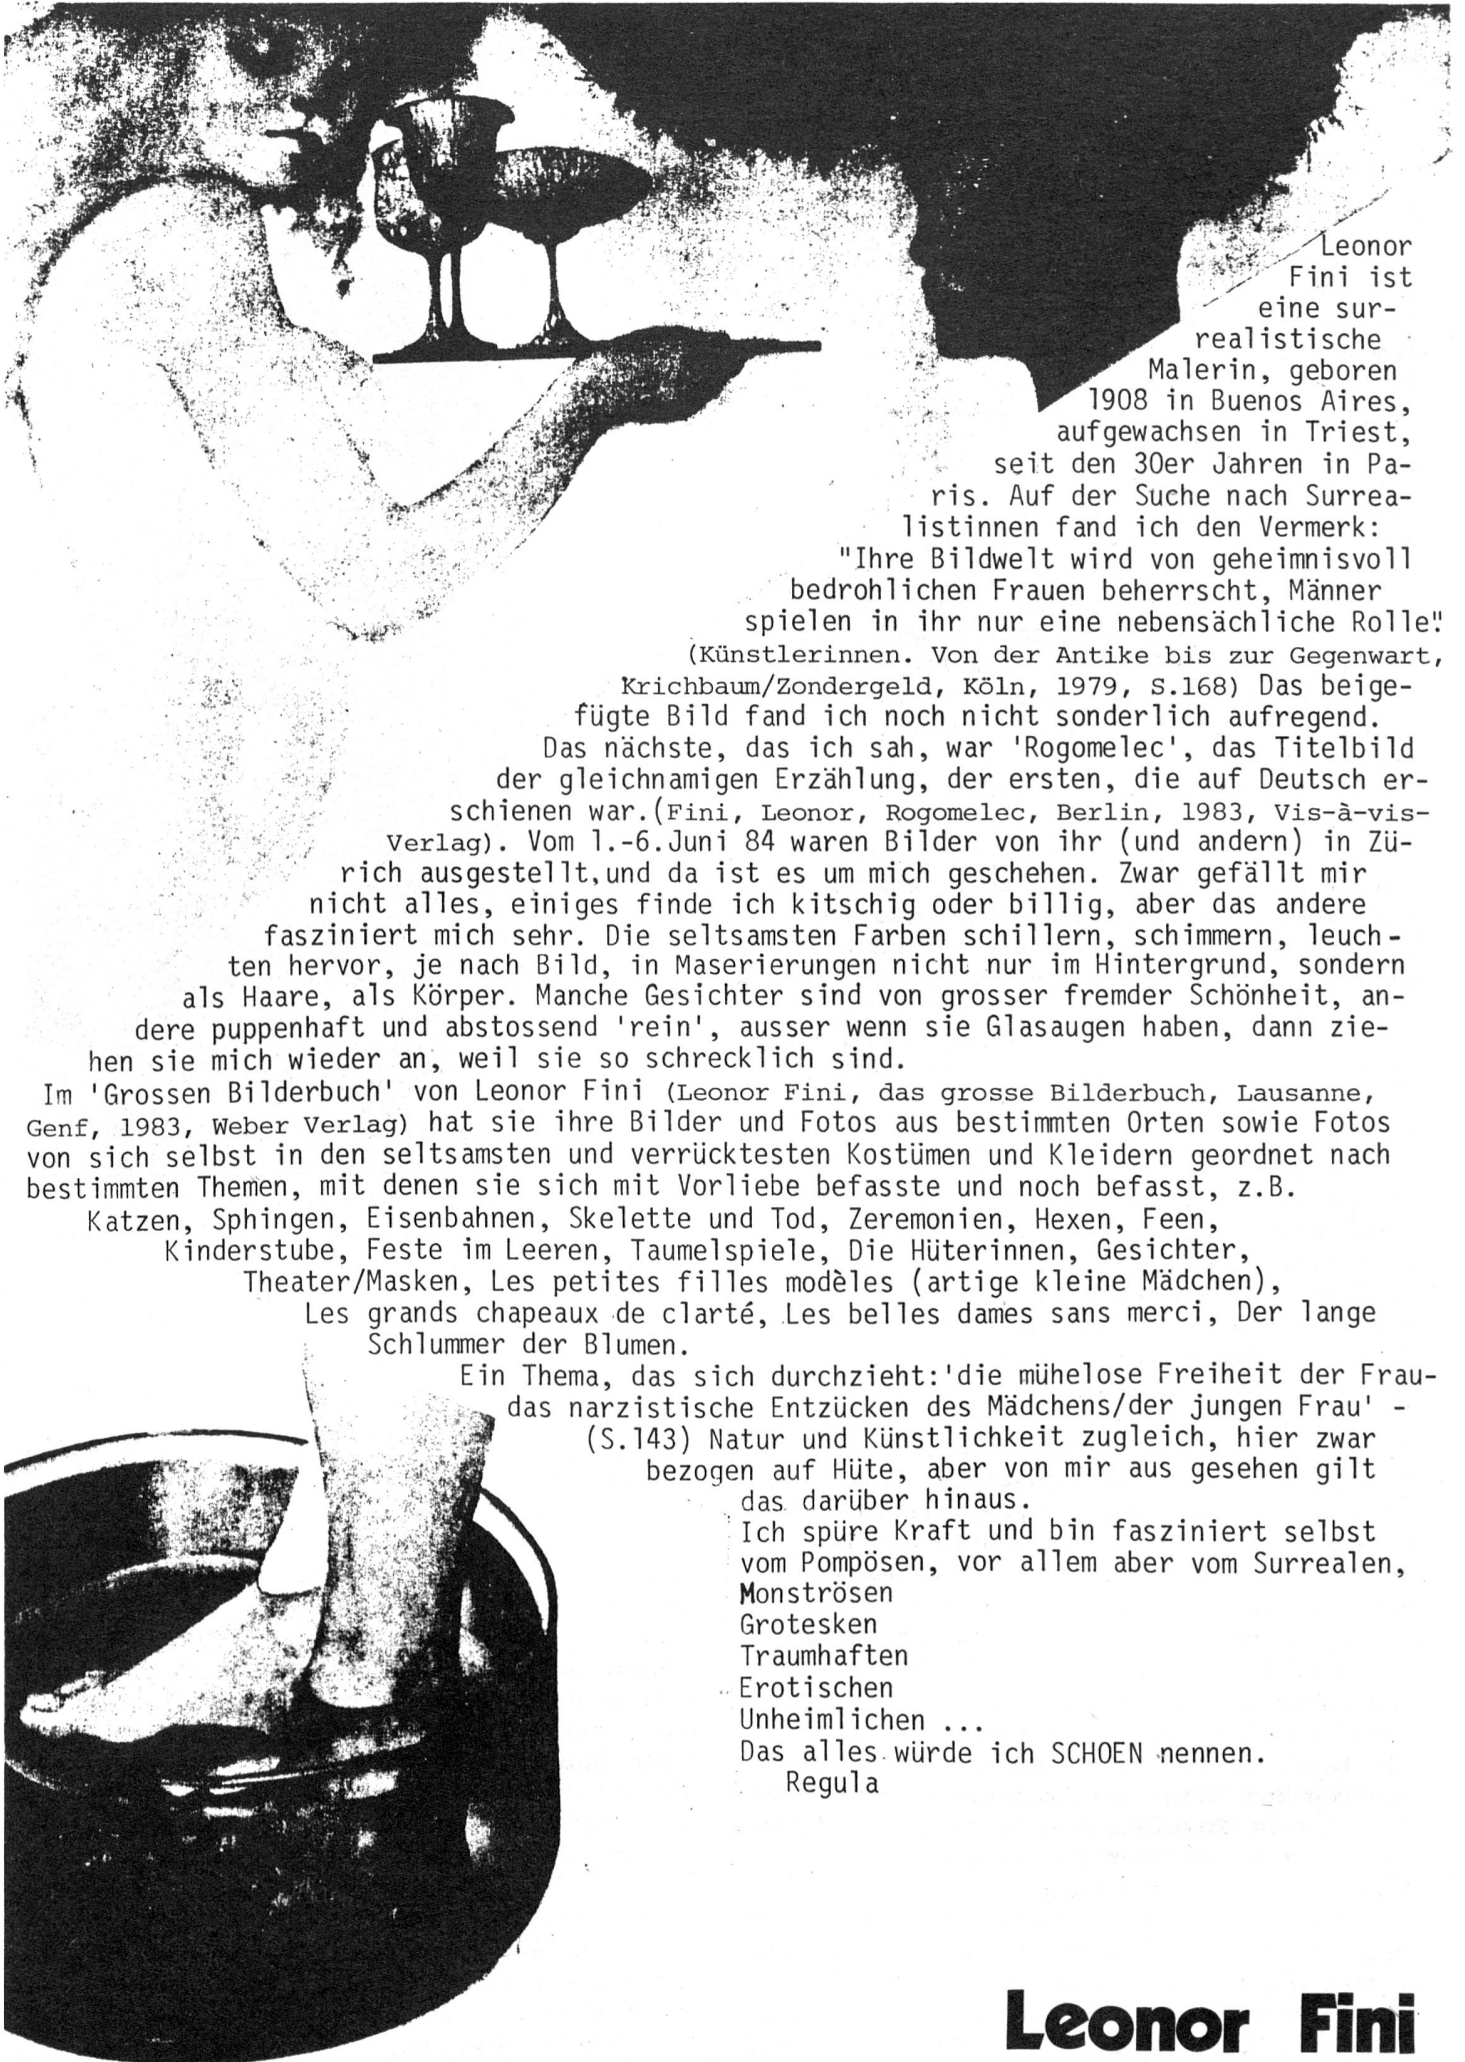 Leonor
Fini ist
eine sur-
realistische
Malerin, geboren
1908 in Buenos Aires,
aufgewachsen in Triest,
seit den 30er Jahren in Pa-
ris. Auf der Suche nach Surrea-
listinnen fand ich den Vermerk:
"Ihre Bildwelt wird von geheimnisvoll
bedrohlichen Frauen beherrscht, Männer
spielen in ihr nur eine nebensächliche Rolle".
(Künstlerinnen. Von der Antike bis zur Gegenwart,
Krichbaum/Zondergeld, Köln, 1979, S.168) Das beige-
fügte Bild fand ich noch nicht sonderlich aufregend.
Das nächste, das ich sah, war 'Rogomelec', das Titelbild
der gleichnamigen Erzählung, der ersten, die auf Deutsch er-
schienen war.(Fini, Leonor, Rogomelec, Berlin, 1983, Vis-à-vis-
Verlag). Vom 1.-6.Juni 84 waren Bilder von ihr (und andern) in Zü-
rich ausgestellt,und da ist es um mich geschehen. Zwar gefällt mir
nicht alles, einiges finde ich kitschig oder billig, aber das andere
fasziniert mich sehr. Die seltsamsten Farben schillern, schimmern, leuch-
ten hervor, je nach Bild, in Maserierungen nicht nur im Hintergrund, sondern
als Haare, als Körper. Manche Gesichter sind von grosser fremder Schönheit, an-
dere puppenhaft und abstossend 'rein', ausser wenn sie Glasaugen haben, dann zie-
hen sie mich wieder an, weil sie so schrecklich sind.
Im 'Grossen Bilderbuch' von Leonor Fini (Leonor Fini, das grosse Bilderbuch, Lausanne,
Genf, 1983, Weber Verlag) hat sie ihre Bilder und Fotos aus bestimmten Orten sowie Fotos
von sich selbst in den seltsamsten und verrücktesten Kostümen und Kleidern geordnet nach
bestimmten Themen, mit denen sie sich mit Vorliebe befasste und noch befasst, z.B.
Katzen, Sphingen, Eisenbahnen, Skelette und Tod, Zeremonien, Hexen, Feen,
Kinderstube, Feste im Leeren, Taumelspiele, Die Hüterinnen, Gesichter,
Theater/Masken, Les petites filles modèles (artige kleine Mädchen),
Les grands chapeaux de clarté, Les belles dames sans merci, Der lange
Schlummer der Blumen.
Ein Thema, das sich durchzieht:'die mühelose Freiheit der Frau-
das narzistische Entzücken des Mädchens/der jungen Frau' -
(S.143) Natur und Künstlichkeit zugleich, hier zwar
bezogen auf Hüte, aber von mir aus gesehen gilt
das darüber hinaus.
Ich spüre Kraft und bin fasziniert selbst
vom Pompösen, vor allem aber vom Surrealen,
Monströsen
Grotesken
Traumhaften
Erotischen
Unheimlichen ...
Das alles würde ich SCHOEN nennen.
Regula
Leonor Fini